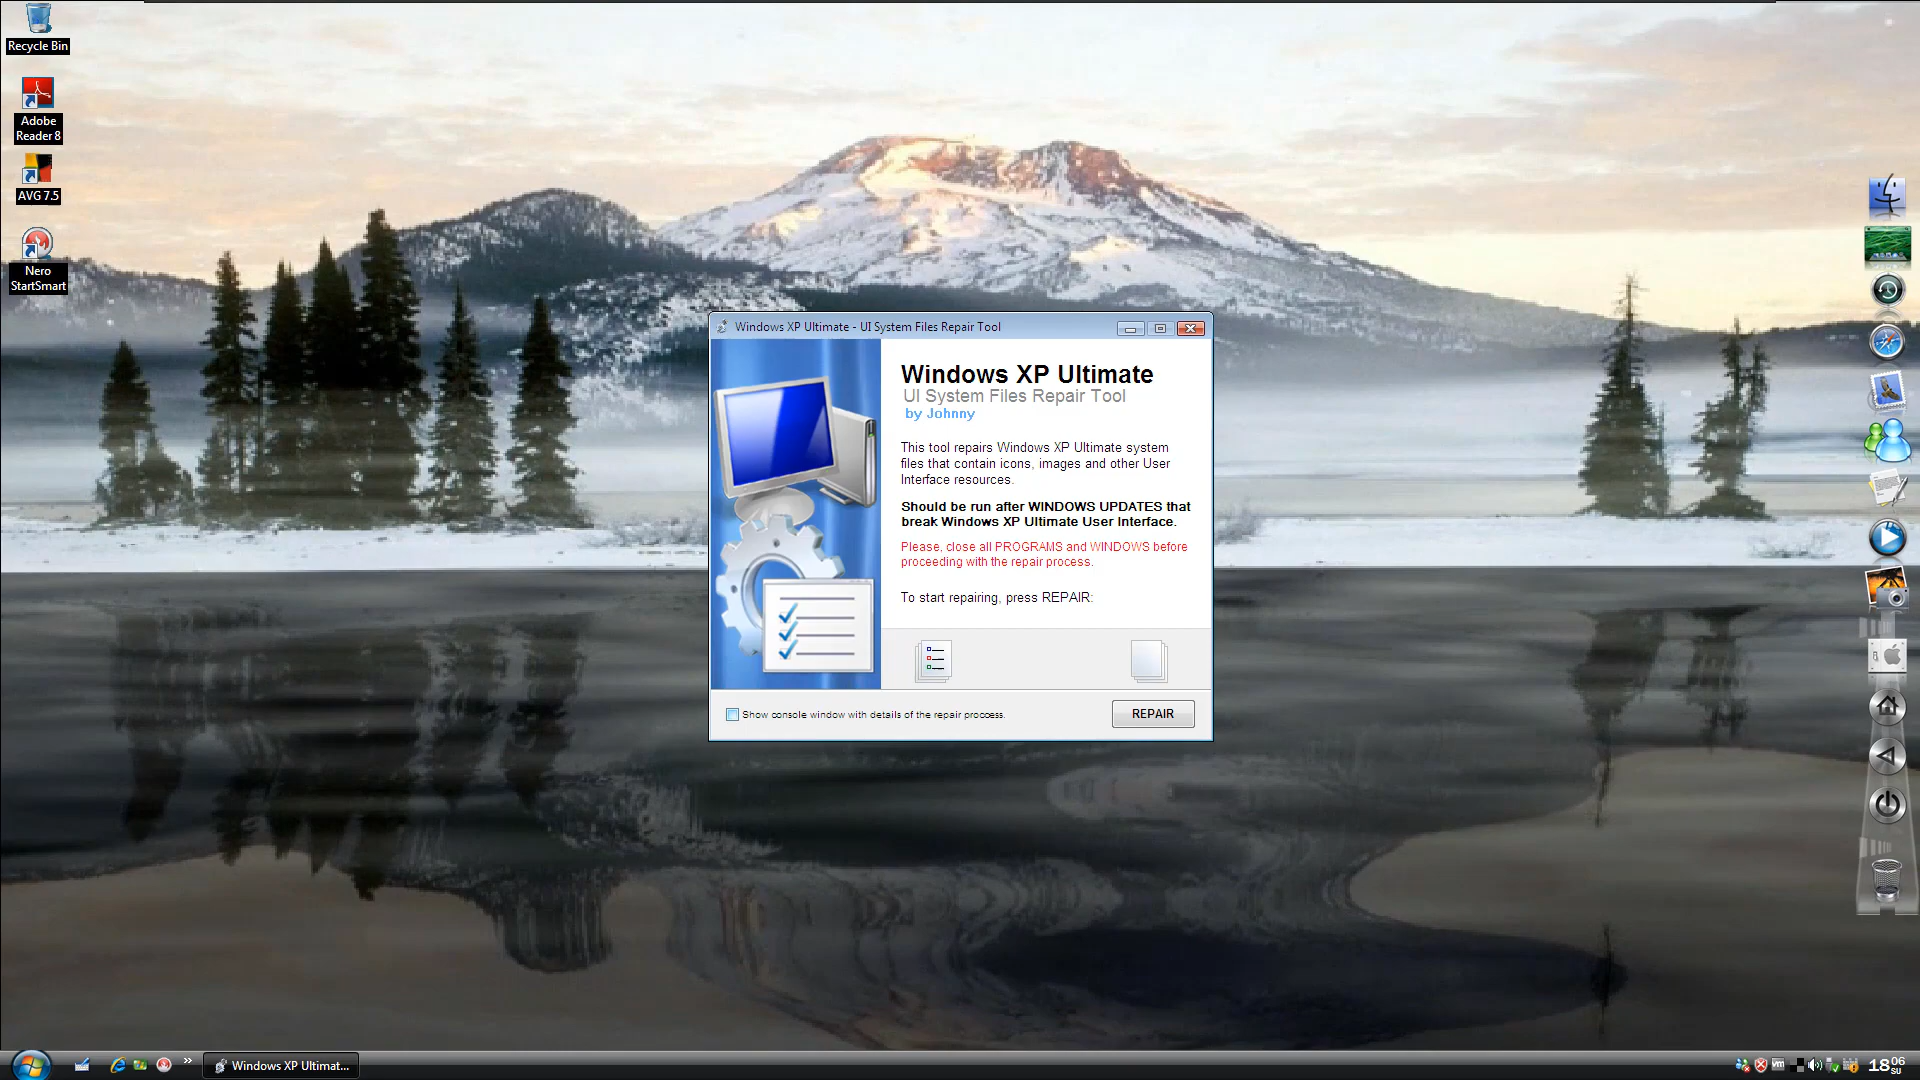 Recycle Bin
Adobe
Reader 8
AVG 7.5
Nero
StartSmart
Windows XP Ultimate - UI System Files Repair Tool
Windows XP Ultimate
UI System Files Repair Tool
by Johnny
This tool repairs Windows XP Ultimate system
files that contain icons, images and other User
Interface resources.
Should be run after WINDOWS UPDATES that
break Windows XP Ultimate User Interface.
Please, close all PROGRAMS and WINDOWS before
proceeding with the repair process.
To start repairing, press REPAIR:
Show console window with details of the repair proccess.
REPAIR
Windows XP Ultimat...
vm
18 06
SU